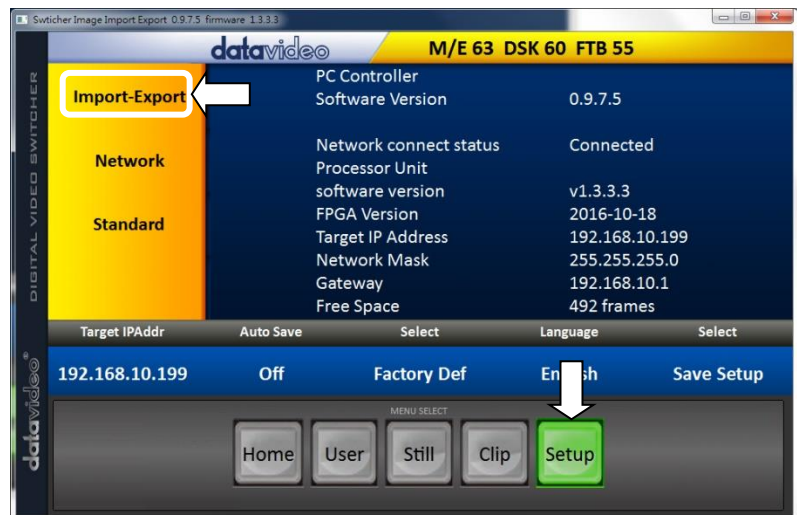 Swticher Image Import Export 0.9.7.5 firmware 1.3.3.3
datavideo M/E 63 DSK 60 FTB 55
DIGITAL VIDEO SWITCHER
Import-Export
Network
Standard
PC Controller
Software Version 0.9.7.5
Network connect status Connected
Processor Unit
software version v1.3.3.3
FPGA Version 2016-10-18
Target IP Address 192.168.10.199
Network Mask 255.255.255.0
Gateway 192.168.10.1
Free Space 492 frames
Target IPAddr Auto Save Select Language Select
192.168.10.199 Off Factory Def Save Setup
datavideo
MENU SELECT
Home User Still Clip Setup